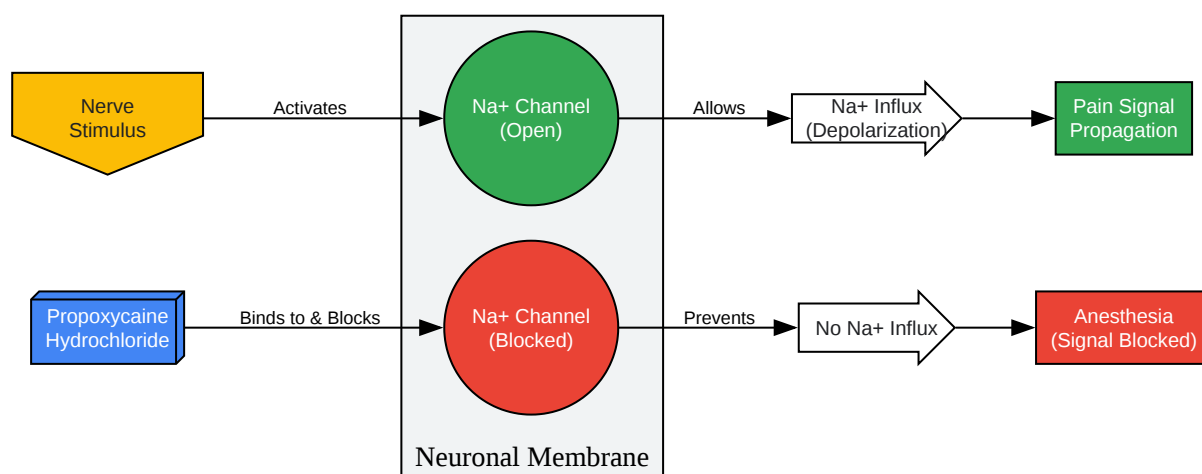 Nerve
Stimulus
Activates
Na+ Channel
(Open)
Allows
Na+ Influx
(Depolarization)
Pain Signal
Propagation
Propoxycaine
Hydrochloride
Binds to & Blocks
Na+ Channel
(Blocked)
Prevents
No Na+ Influx
Anesthesia
(Signal Blocked)
Neuronal Membrane